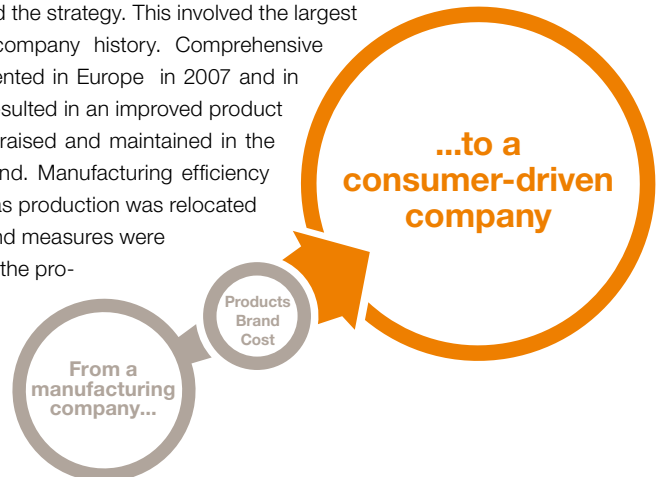 d the strategy. This involved the largest
company history. Comprehensive
ented in Europe in 2007 and in
sulted in an improved product
raised and maintained in the
nd. Manufacturing efficiency
as production was relocated
nd measures were
the pro-
...to a
consumer-driven
company
Products
Brand
Cost
From a
manufacturing
company...